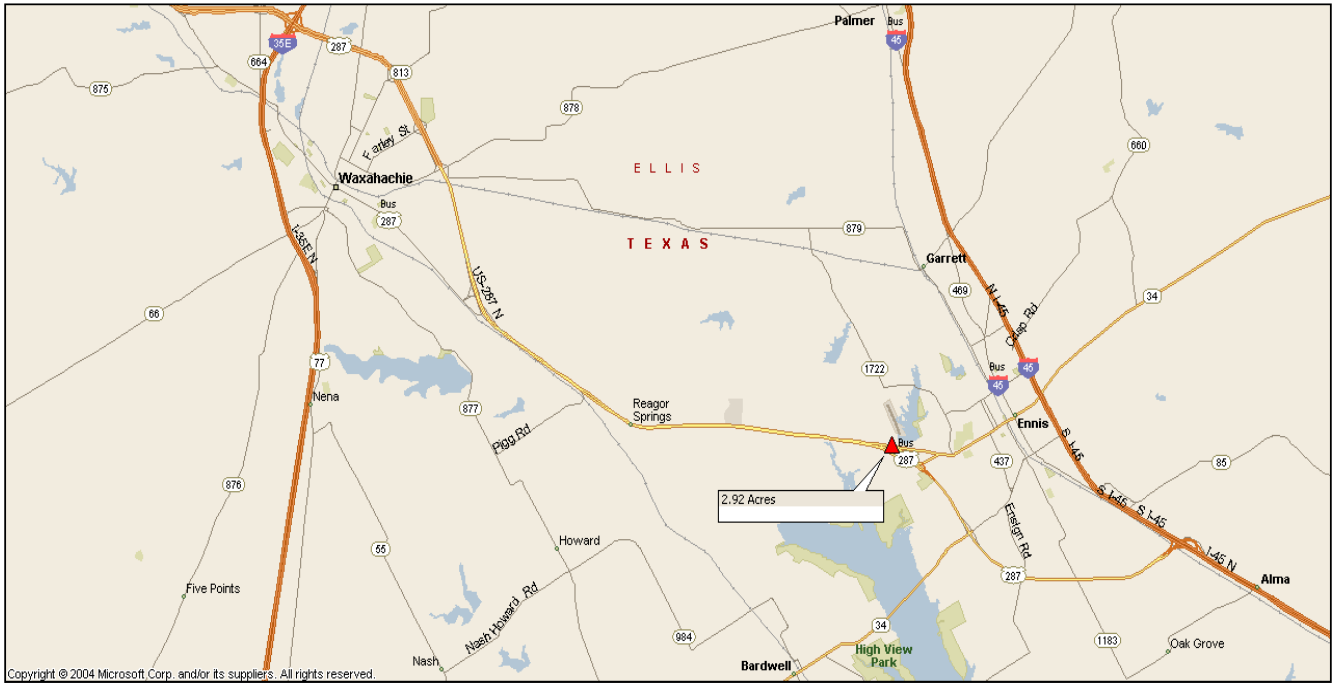 Palmer
Bus
45
35E
287
664
813
875
878
Farley St
660
ELLIS
Waxahachie
Bus
287
879
TEXAS
I-35E N
Garrett
US-287 N
469
N I-45
34
66
Crisp Rd
77
1722
Bus
45
45
Nena
877
Reagor
Springs
Ennis
Pigg Rd
Bus
287
437
S I-45
85
876
2.92 Acres
S I-45 / S I-45
Ensign Rd
55
Howard
I-45 N
287
Alma
Five Points
Nash Howard Rd
34
984
1183
Oak Grove
High View
Park
Nash
Bardwell
Copyright © 2004 Microsoft Corp. and/or its suppliers. All rights reserved.